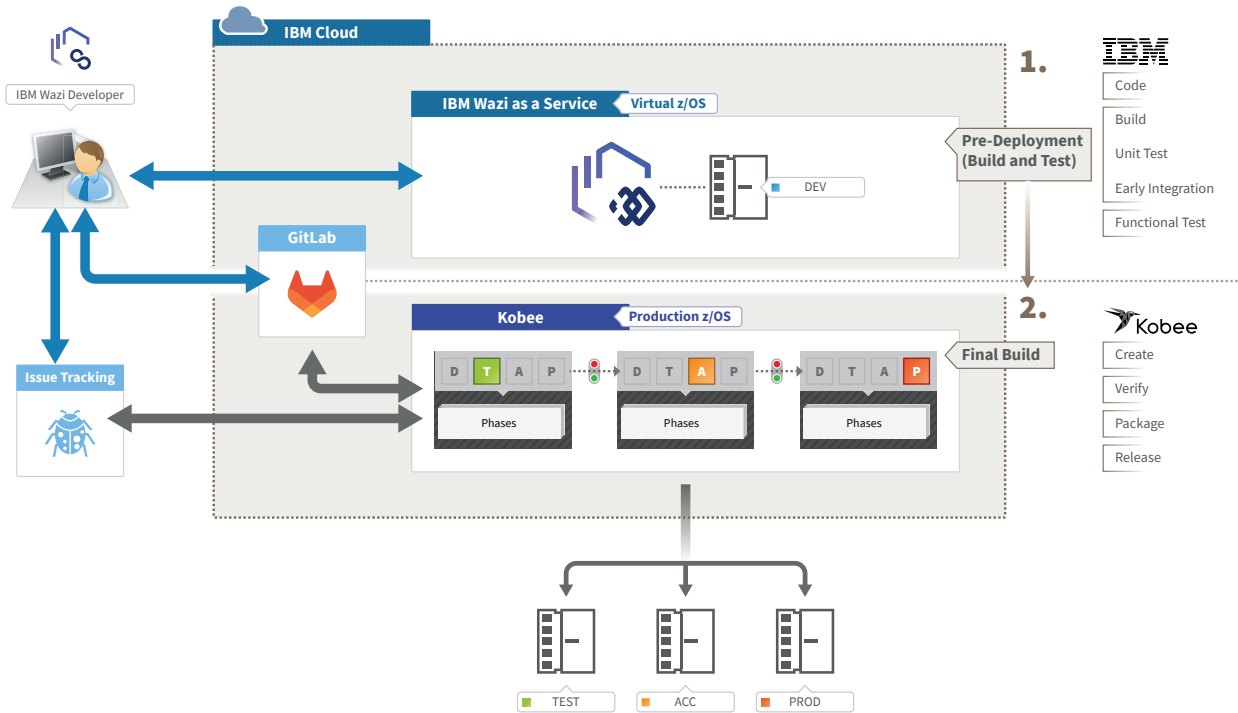 IBM Cloud
1.
IBM
IBM Wazi Developer
Code
IBM Wazi as a Service
Virtual z/OS
Build
Pre-Deployment
(Build and Test)
Unit Test
DEV
Early Integration
Functional Test
GitLab
2.
Kobee
Production z/OS
Kobee
Final Build
Create
Issue Tracking
D T A P
D T A P
D T A P
Verify
Phases
Phases
Phases
Package
Release
TEST
ACC
PROD